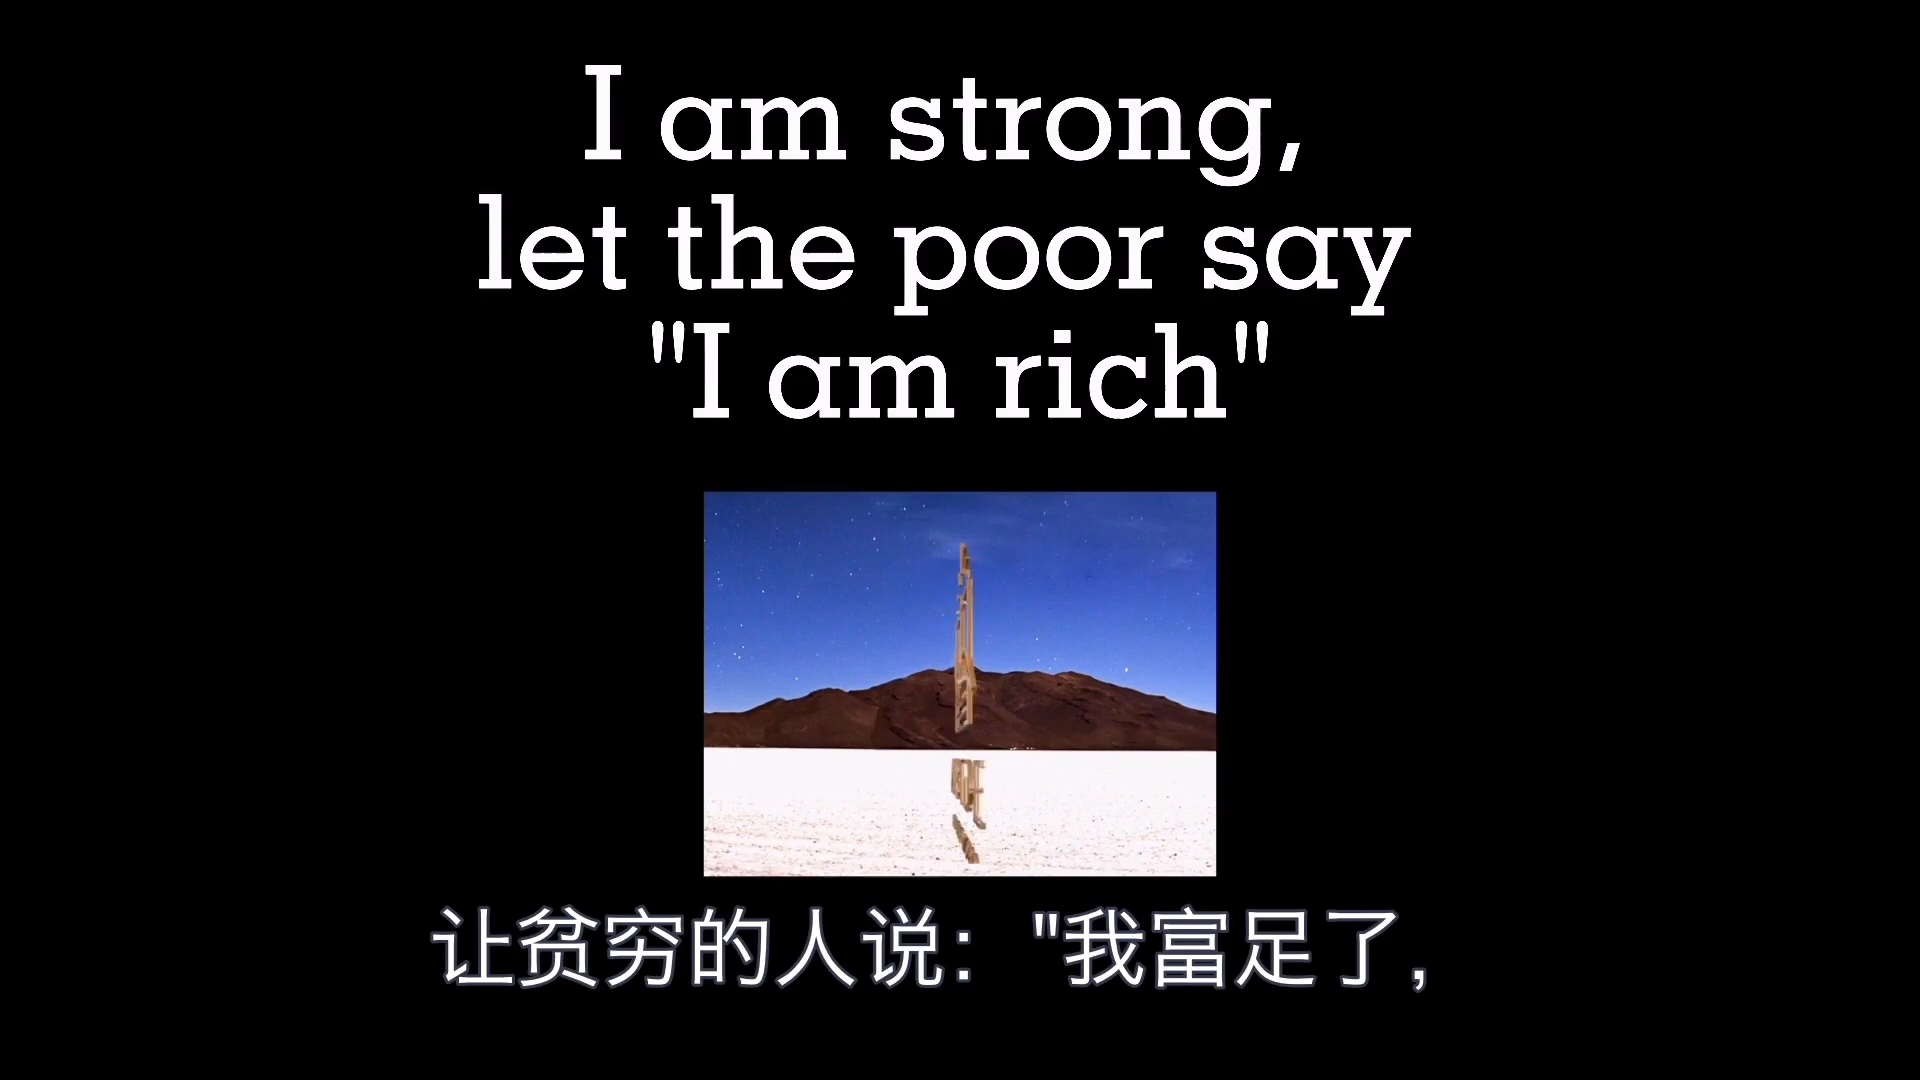 I am strong,
let the poor say
"I am rich"
让贫穷的人说："我富足了,